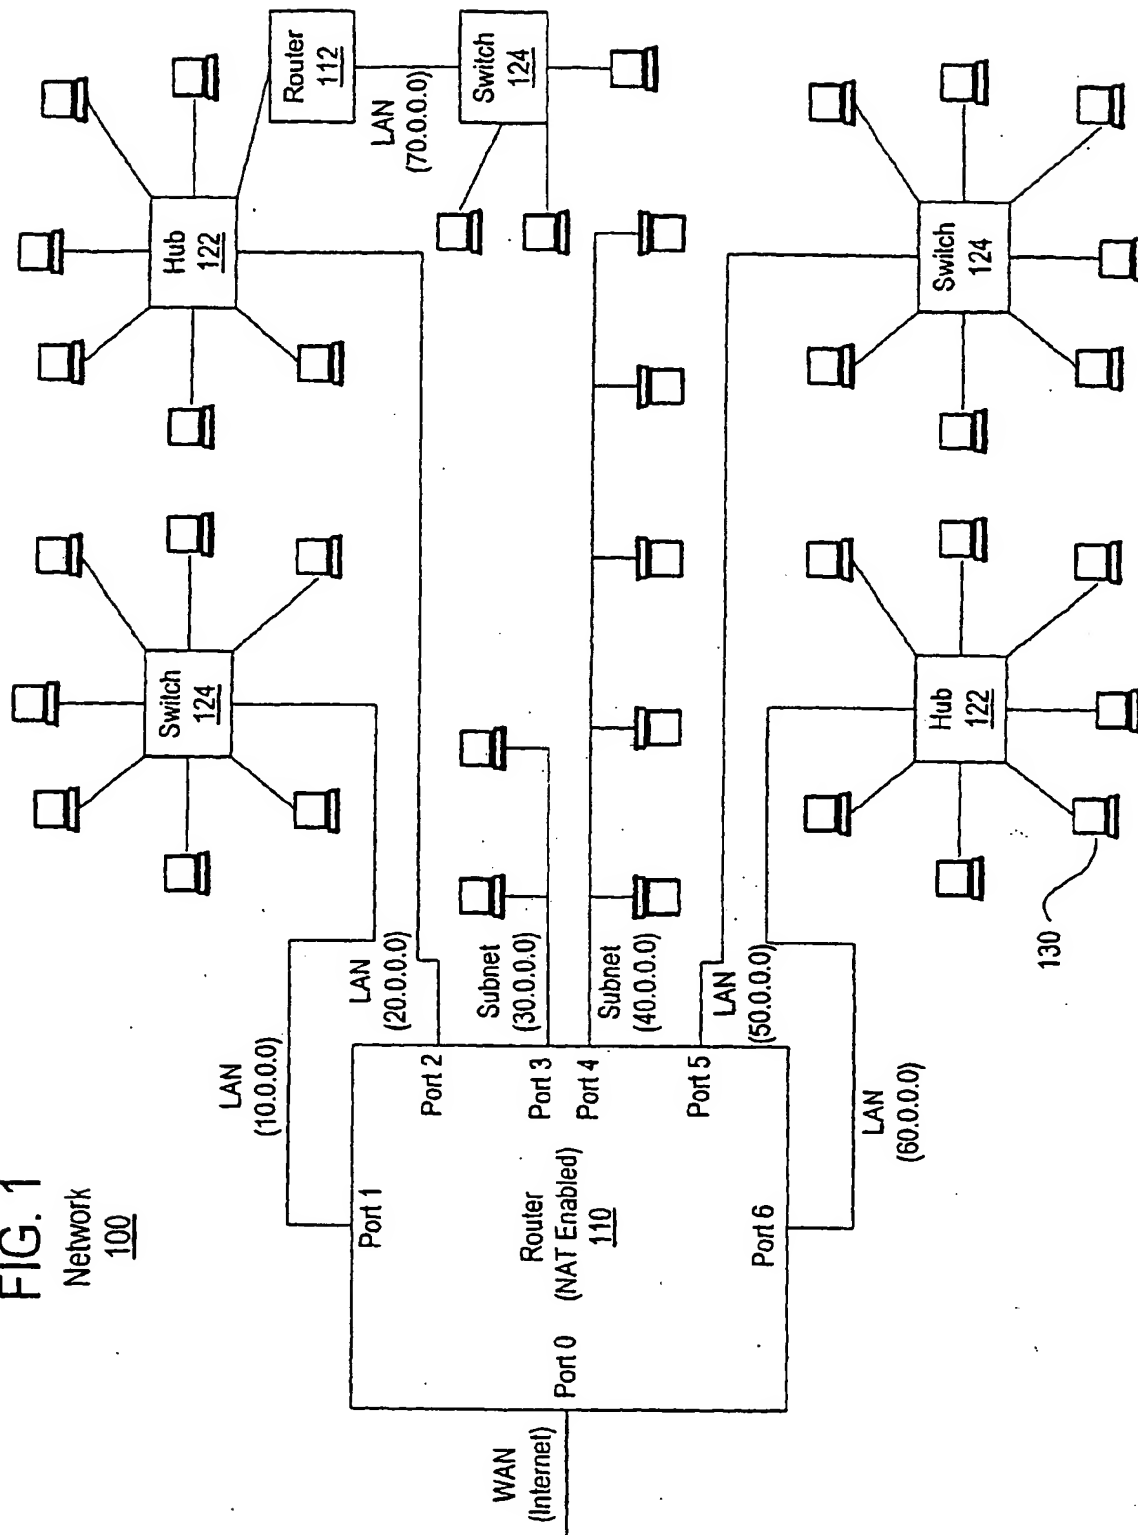 FIG. 1
Network
100
WAN
(Internet)
Port 0
Router
(NAT Enabled)
110
Port 1
Port 2
Port 3
Port 4
Port 5
Port 6
LAN
(10.0.0.0)
LAN
(20.0.0.0)
Subnet
(30.0.0.0)
Subnet
(40.0.0.0)
LAN
(50.0.0.0)
LAN
(60.0.0.0)
Switch
124
Hub
122
Router
112
LAN
(70.0.0.0)
Switch
124
Hub
122
130
Switch
124